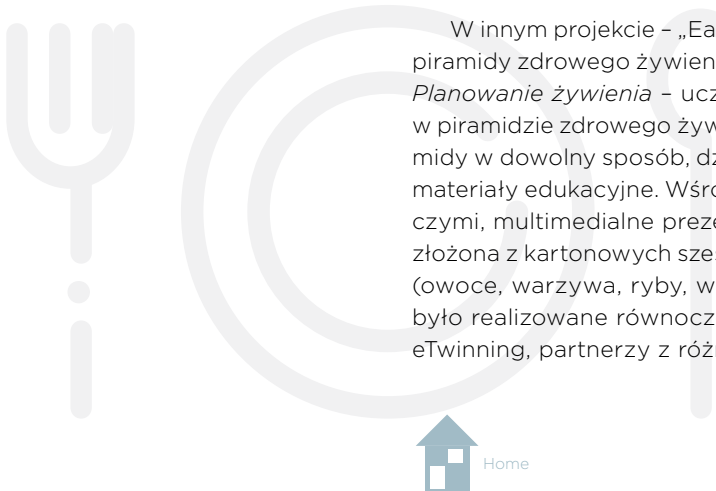 W innym projekcie – „Ea
piramidy zdrowego żywien
Planowanie żywienia – ucz
w piramidzie zdrowego żyw
midy w dowolny sposób, dz
materiały edukacyjne. Wśró
czymi, multimedialne preze
złożona z kartonowych sześ
(owoce, warzywa, ryby, w
było realizowane równocz
eTwinning, partnerzy z róż
Home